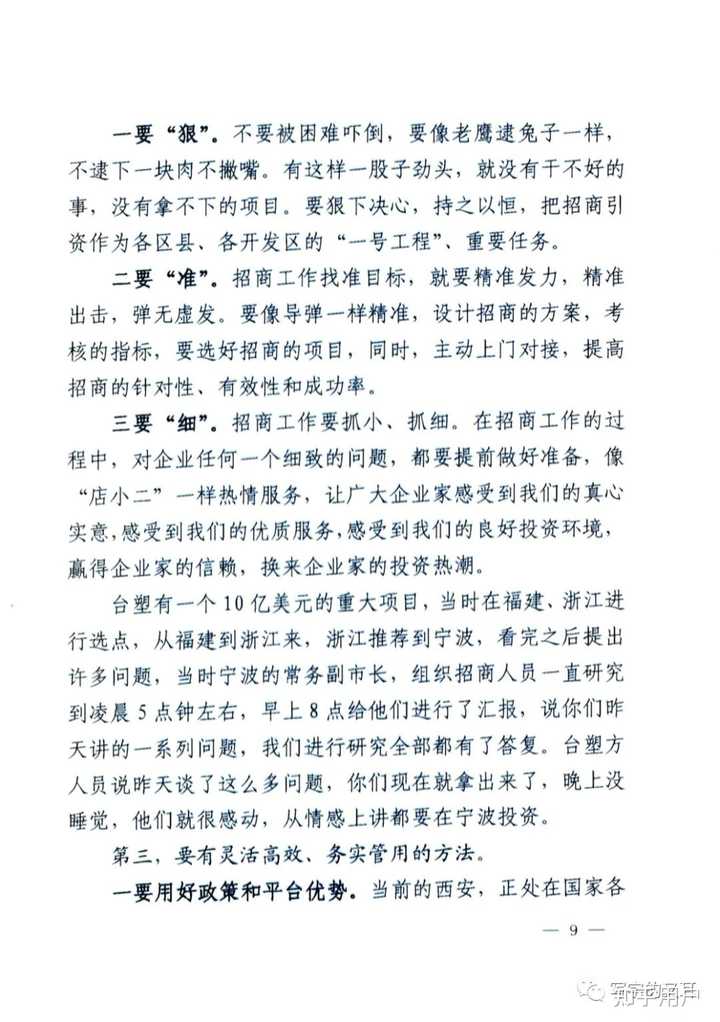 一要“狠”。不要被困难吓倒，要像老鹰逮兔子一样，
不逮下一块肉不撇嘴。有这样一股子劲头，就没有干不好的
事，没有拿不下的项目。要狠下决心，持之以恒，把招商引
资作为各区县、各开发区的“一号工程”、重要任务。
二要“准”。招商工作找准目标，就要精准发力，精准
出击，弹无虚发。要像导弹一样精准，设计招商的方案，考
核的指标，要选好招商的项目，同时，主动上门对接，提高
招商的针对性、有效性和成功率。
三要“细”。招商工作要抓小、抓细。在招商工作的过
程中，对企业任何一个细致的问题，都要提前做好准备，像
“店小二”一样热情服务，让广大企业家感受到我们的真心
实意，感受到我们的优质服务，感受到我们的良好投资环境，
赢得企业家的信赖，换来企业家的投资热潮。
台塑有一个 10 亿美元的重大项目，当时在福建、浙江进
行选点，从福建到浙江来，浙江推荐到宁波，看完之后提出
许多问题，当时宁波的常务副市长，组织招商人员一直研究
到凌晨 5 点钟左右，早上 8 点给他们进行了汇报，说你们昨
天讲的一系列问题，我们进行研究全部都有了答复。台塑方
人员说昨天谈了这么多问题，你们现在就拿出来了，晚上没
睡觉，他们就很感动，从情感上讲都要在宁波投资。
第三，要有灵活高效、务实管用的方法。
一要用好政策和平台优势。当前的西安，正处在国家各
— 9 —
知乎用户